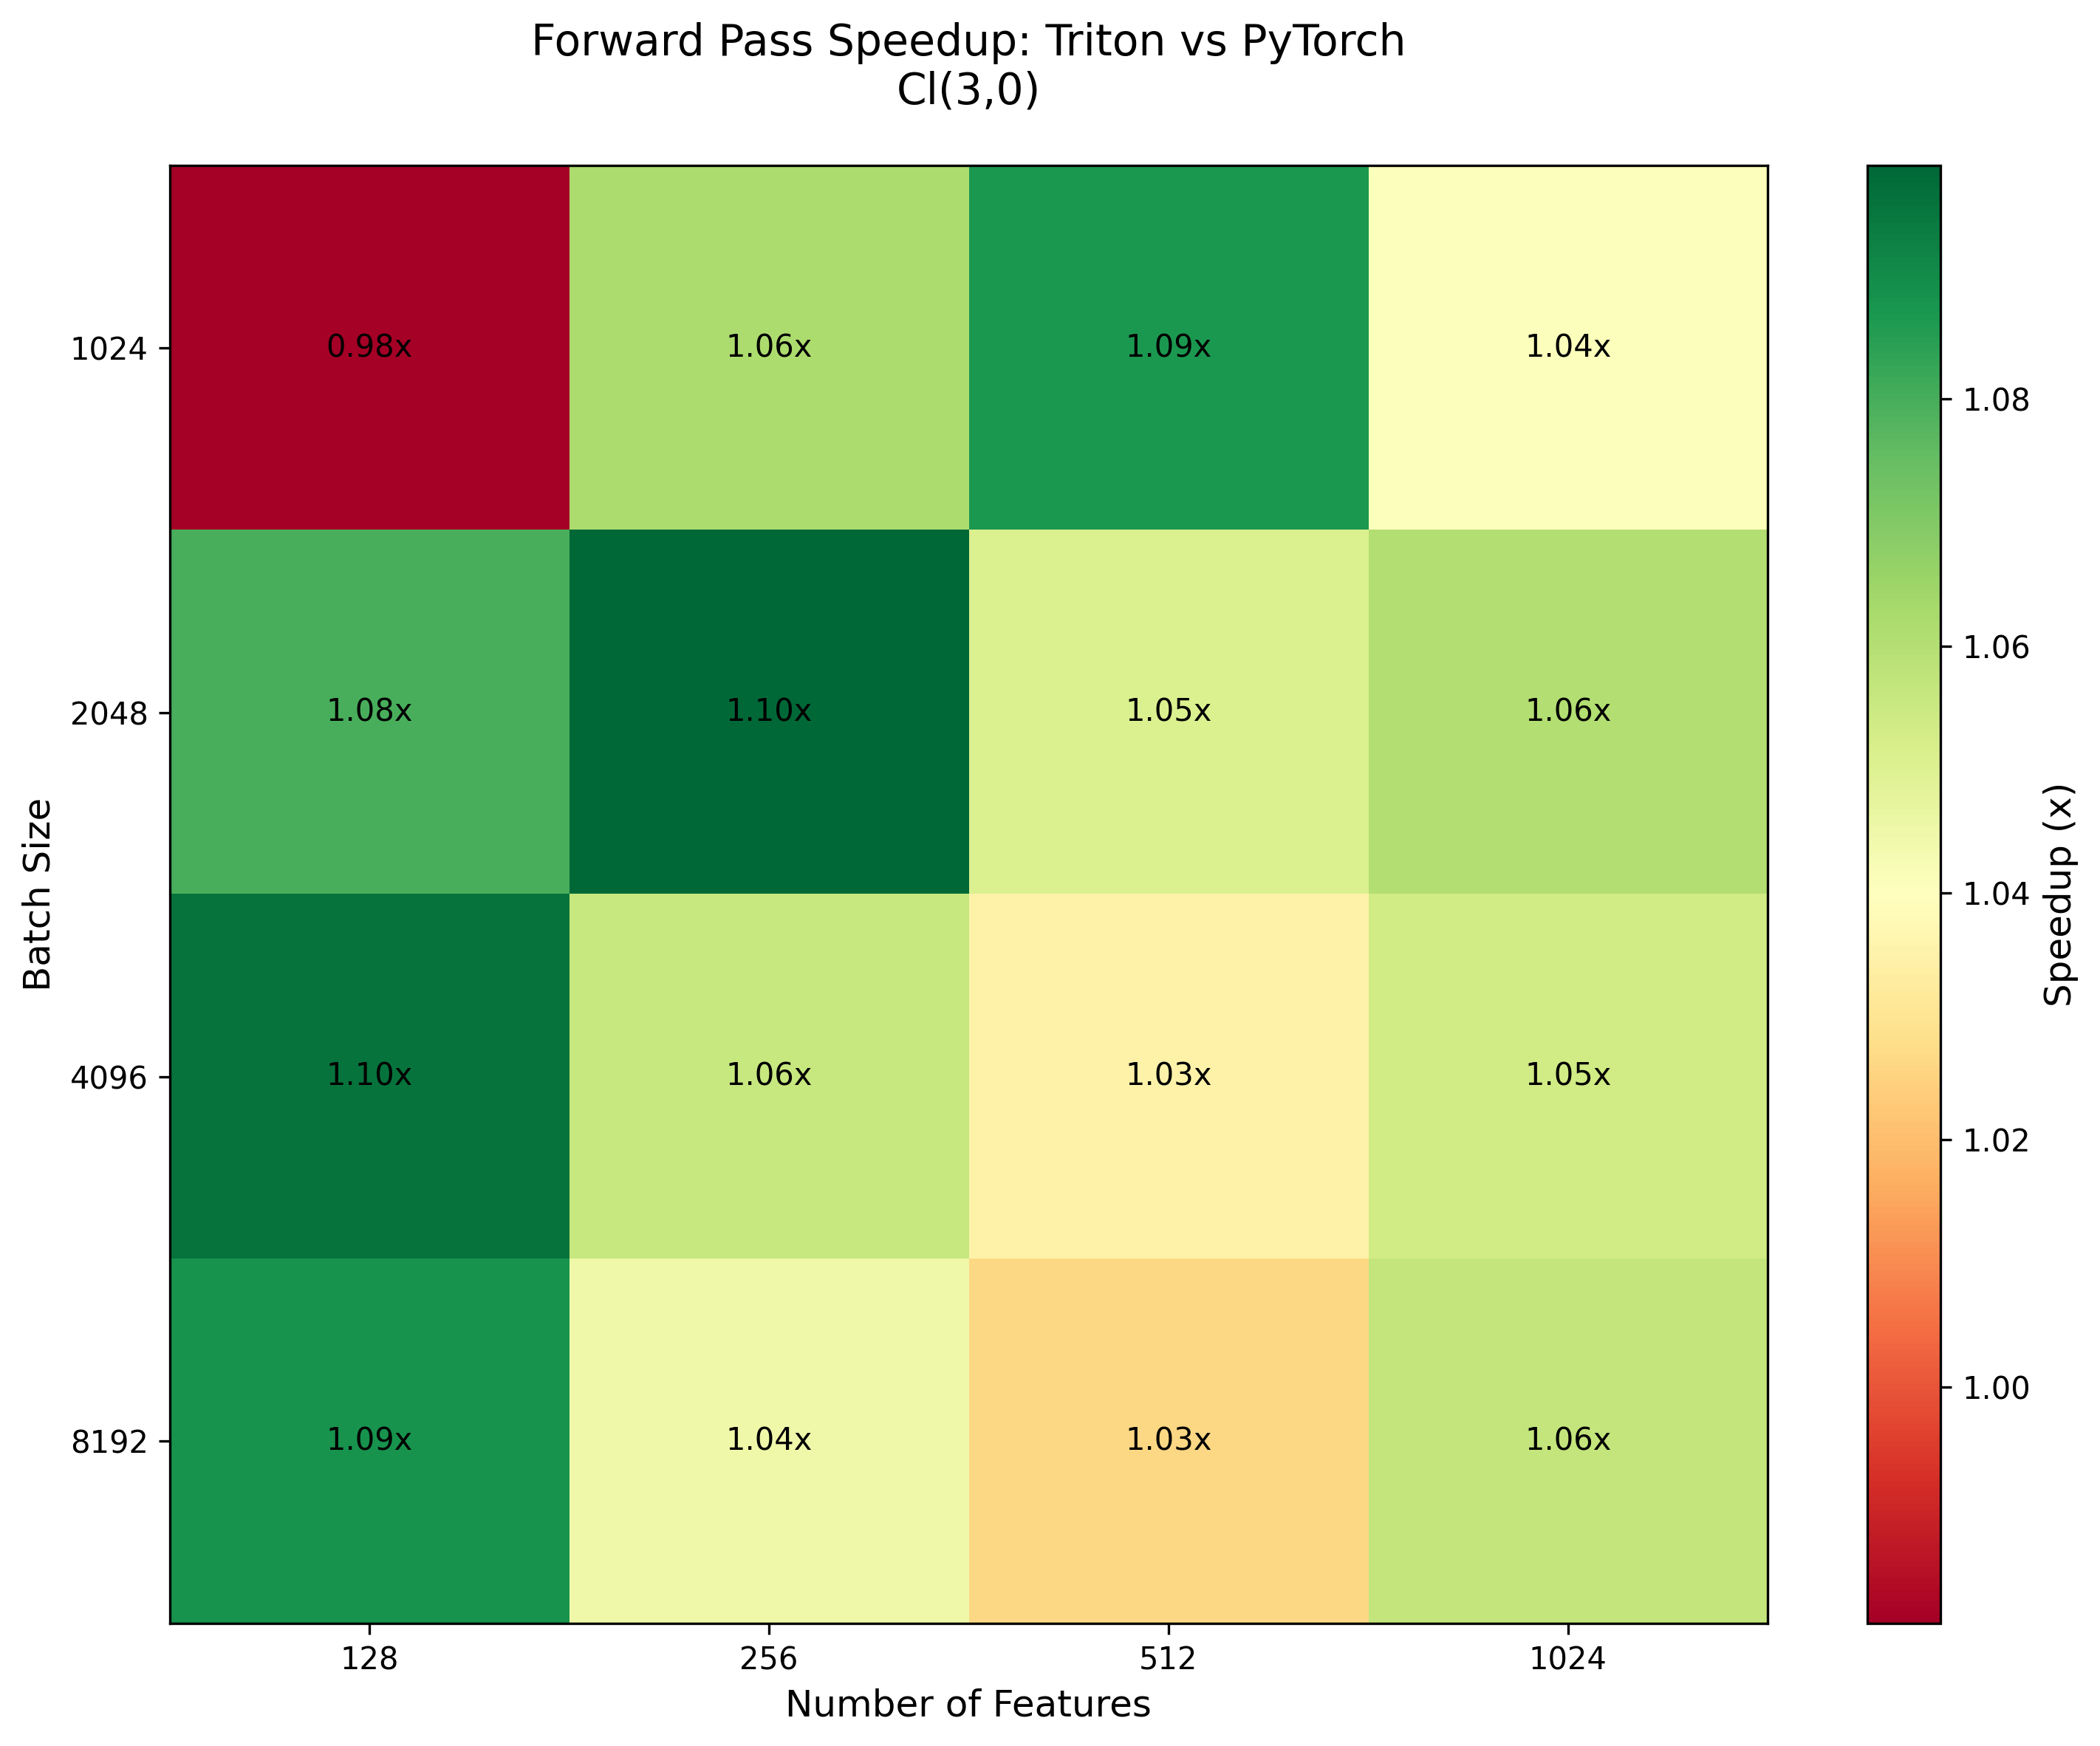 Forward Pass Speedup: Triton vs PyTorch
Cl(3,0)
1024
0.98x
1.06x
1.09x
1.04x
2048
1.08x
1.10x
1.05x
1.06x
4096
1.10x
1.06x
1.03x
1.05x
8192
1.09x
1.04x
1.03x
1.06x
128
256
512
1024
Number of Features
Batch Size
1.08
1.06
1.04
1.02
1.00
Speedup (x)